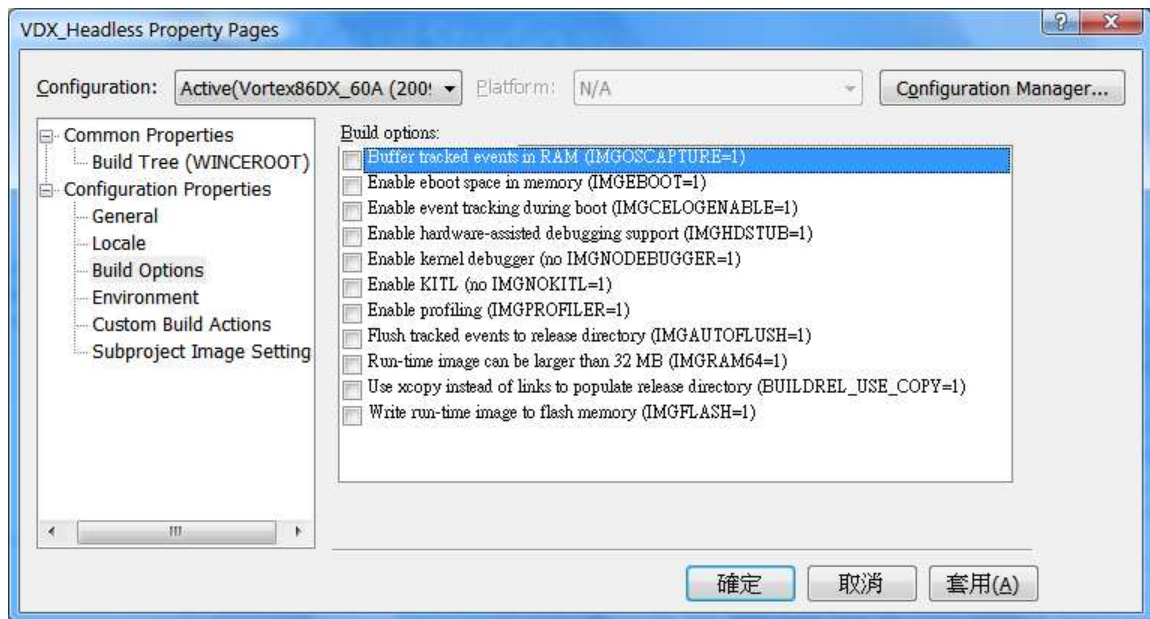 VDX_Headless Property Pages
Configuration: Active(Vortex86DX_60A (200 Platform: N/A Configuration Manager...
Common Properties
Build Tree (WINCEROOT)
Configuration Properties
General
Locale
Build Options
Environment
Custom Build Actions
Subproject Image Setting
Build options:
Buffer tracked events in RAM (IMGOSCAPTURE=1)
Enable eboot space in memory (IMGEBOOT=1)
Enable event tracking during boot (IMGCELOGENABLE=1)
Enable hardware-assisted debugging support (IMGHDSTUB=1)
Enable kernel debugger (no IMGNODEBUGGER=1)
Enable KITL (no IMGNOKITL=1)
Enable profiling (IMGPROFILER=1)
Flush tracked events to release directory (IMGAUTOFLUSH=1)
Run-time image can be larger than 32 MB (IMGRAM64=1)
Use xcopy instead of links to populate release directory (BUILDREL_USE_COPY=1)
Write run-time image to flash memory (IMGFLASH=1)
確定 取消 套用(A)